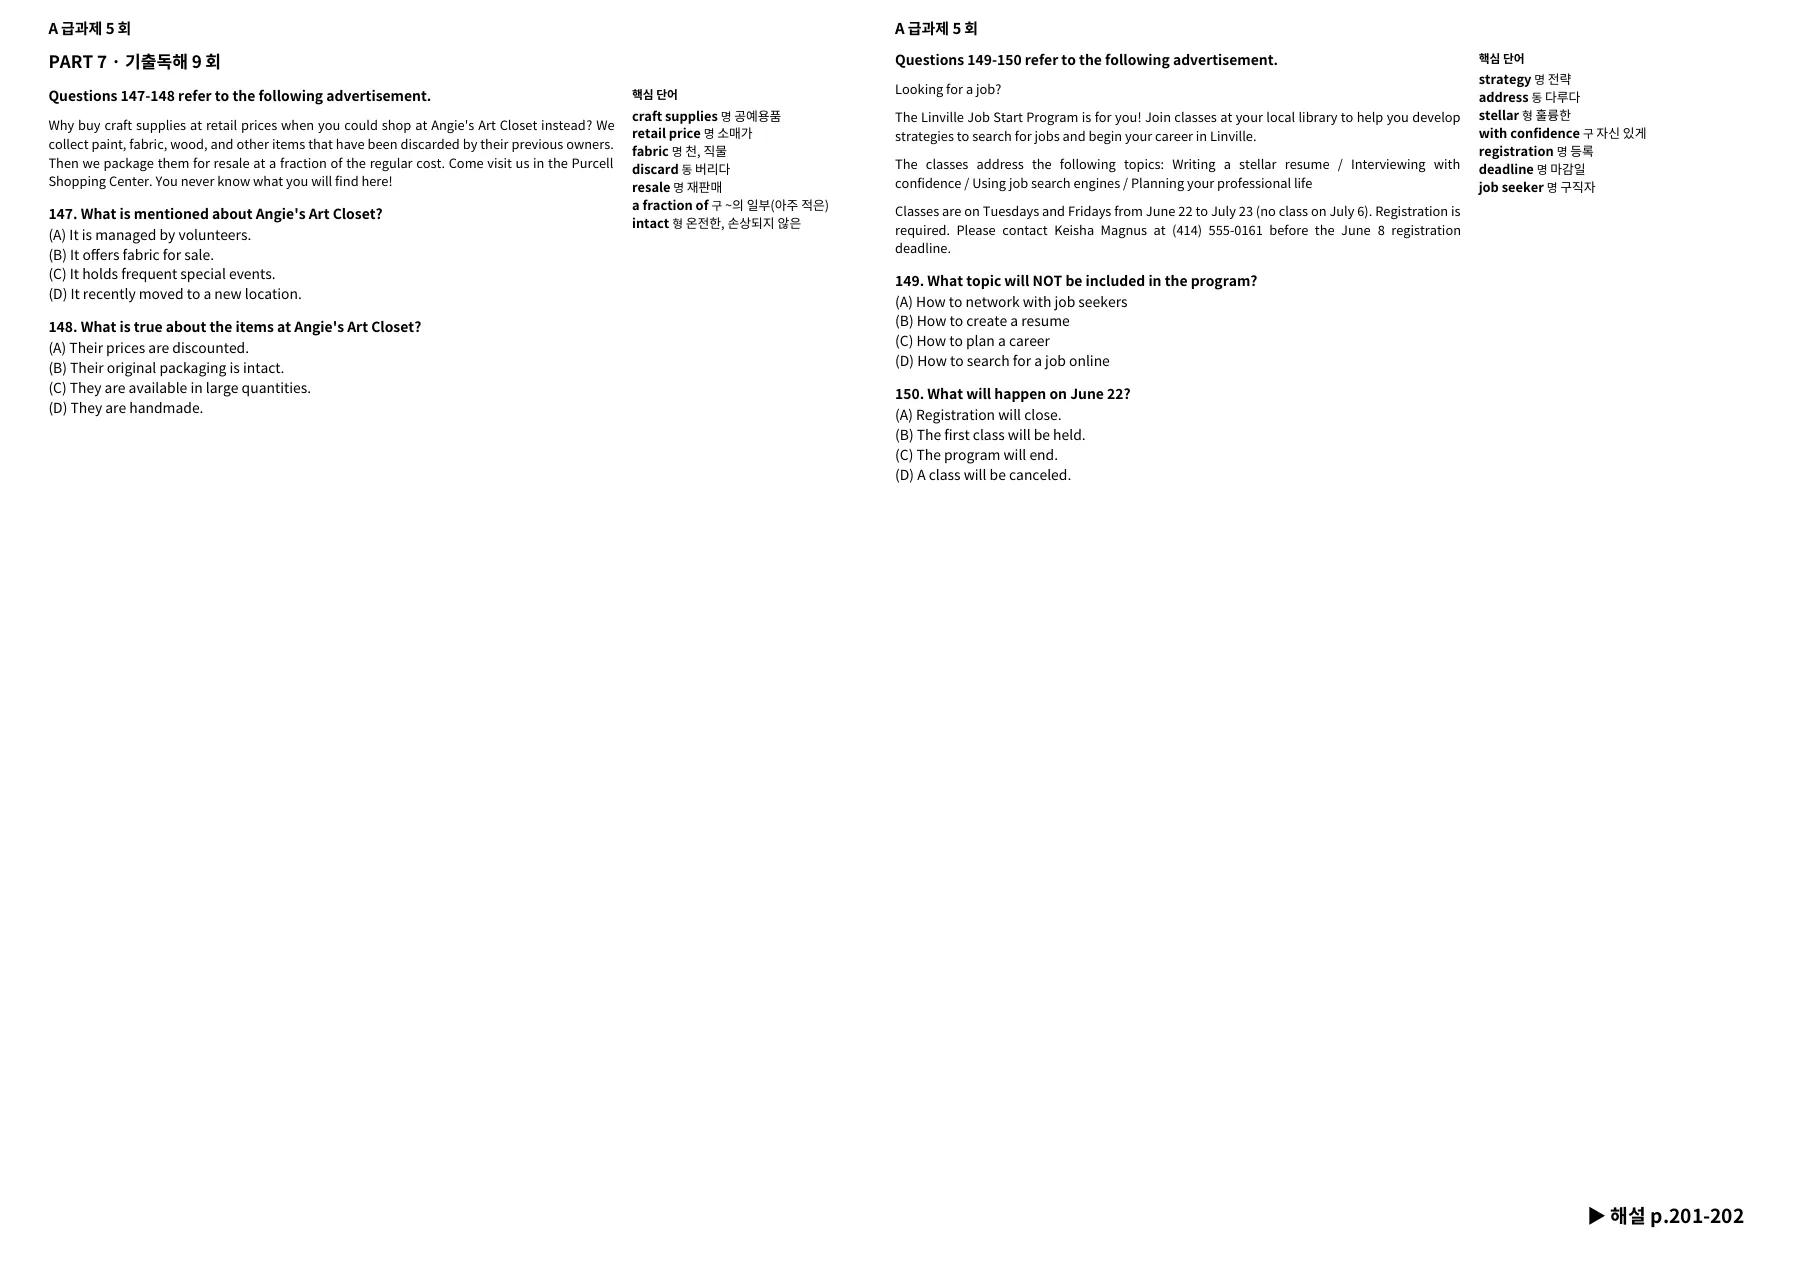 A 급과제 5 회
PART 7 · 기출독해 9 회
Questions 147-148 refer to the following advertisement.
Why buy craft supplies at retail prices when you could shop at Angie's Art Closet instead? We
collect paint, fabric, wood, and other items that have been discarded by their previous owners.
Then we package them for resale at a fraction of the regular cost. Come visit us in the Purcell
Shopping Center. You never know what you will find here!
147. What is mentioned about Angie's Art Closet?
(A) It is managed by volunteers.
(B) It offers fabric for sale.
(C) It holds frequent special events.
(D) It recently moved to a new location.
148. What is true about the items at Angie's Art Closet?
(A) Their prices are discounted.
(B) Their original packaging is intact.
(C) They are available in large quantities.
(D) They are handmade.
핵심 단어
craft supplies 명 공예용품
retail price 명 소매가
fabric 명 천, 직물
discard 동 버리다
resale 명 재판매
a fraction of 구 ~의 일부(아주 적은)
intact 형 온전한, 손상되지 않은
A 급과제 5 회
Questions 149-150 refer to the following advertisement.
Looking for a job?
The Linville Job Start Program is for you! Join classes at your local library to help you develop
strategies to search for jobs and begin your career in Linville.
The classes address the following topics: Writing a stellar resume / Interviewing with
confidence / Using job search engines / Planning your professional life
Classes are on Tuesdays and Fridays from June 22 to July 23 (no class on July 6). Registration is
required. Please contact Keisha Magnus at (414) 555-0161 before the June 8 registration
deadline.
149. What topic will NOT be included in the program?
(A) How to network with job seekers
(B) How to create a resume
(C) How to plan a career
(D) How to search for a job online
150. What will happen on June 22?
(A) Registration will close.
(B) The first class will be held.
(C) The program will end.
(D) A class will be canceled.
핵심 단어
strategy 명 전략
address 동 다루다
stellar 형 훌륭한
with confidence 구 자신 있게
registration 명 등록
deadline 명 마감일
job seeker 명 구직자
▶ 해설 p.201-202